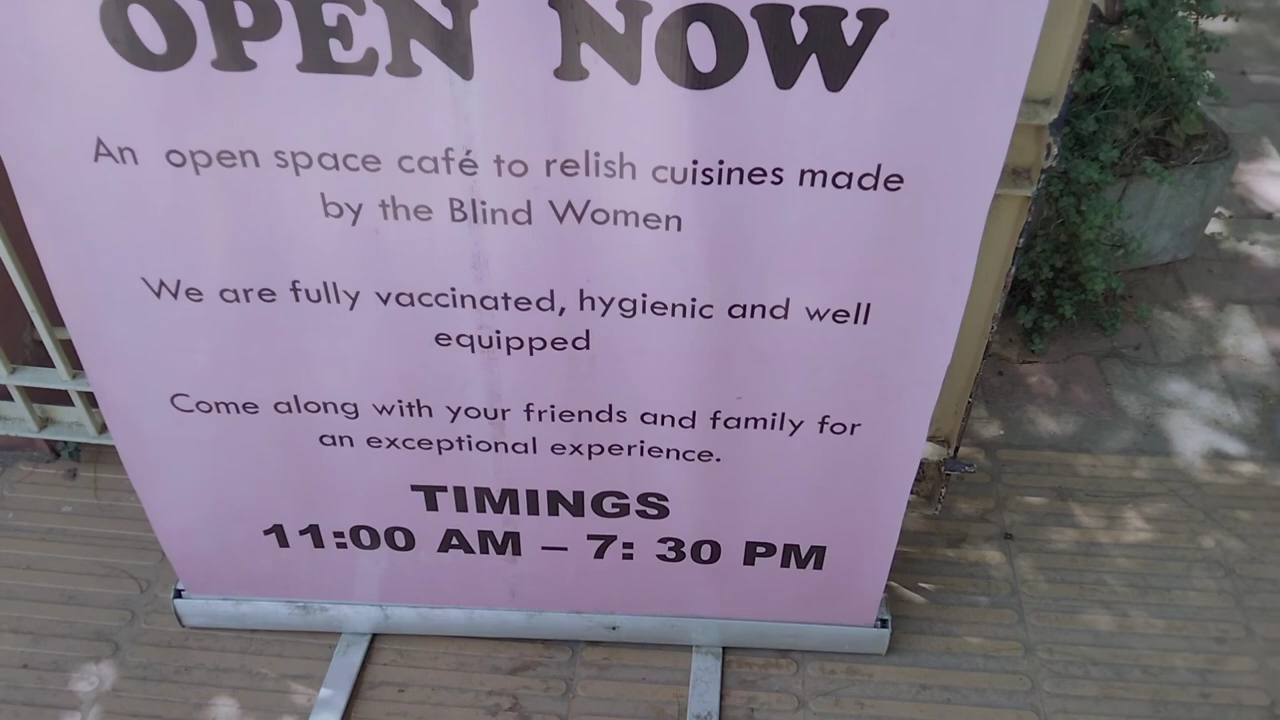 OPEN NOW
An open space café to relish cuisines made
by the Blind Women
We are fully vaccinated, hygienic and well
equipped
Come along with your friends and family for
an exceptional experience.
TIMINGS
11:00 AM – 7: 30 PM